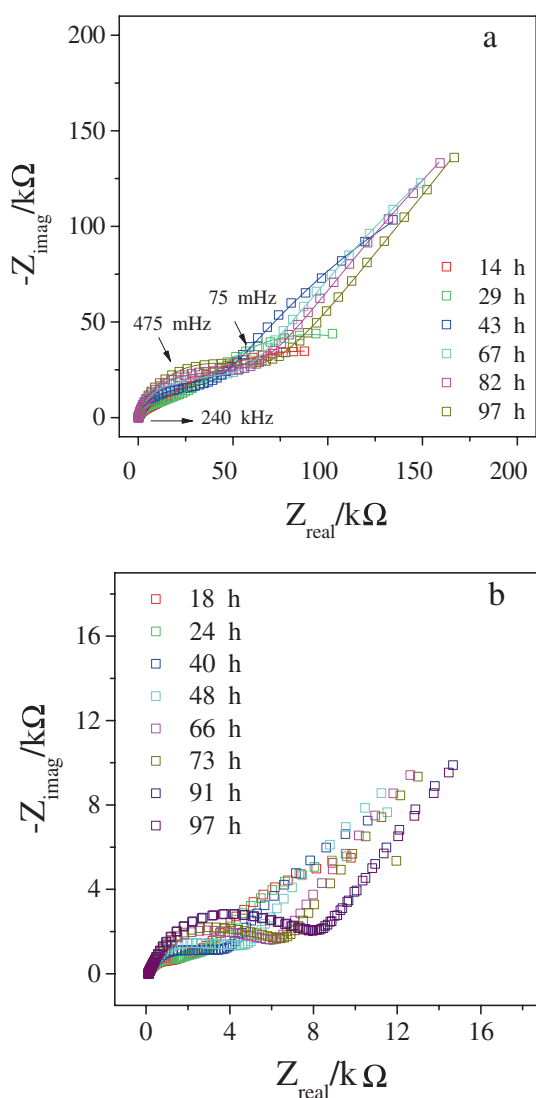 a
200
150
100
50
0
-Z_imag/kΩ
475 mHz
75 mHz
240 kHz
14 h
29 h
43 h
67 h
82 h
97 h
0 50 100 150 200
Z_real/kΩ
b
16
12
8
4
0
-Z_imag/kΩ
18 h
24 h
40 h
48 h
66 h
73 h
91 h
97 h
0 4 8 12 16
Z_real/kΩ